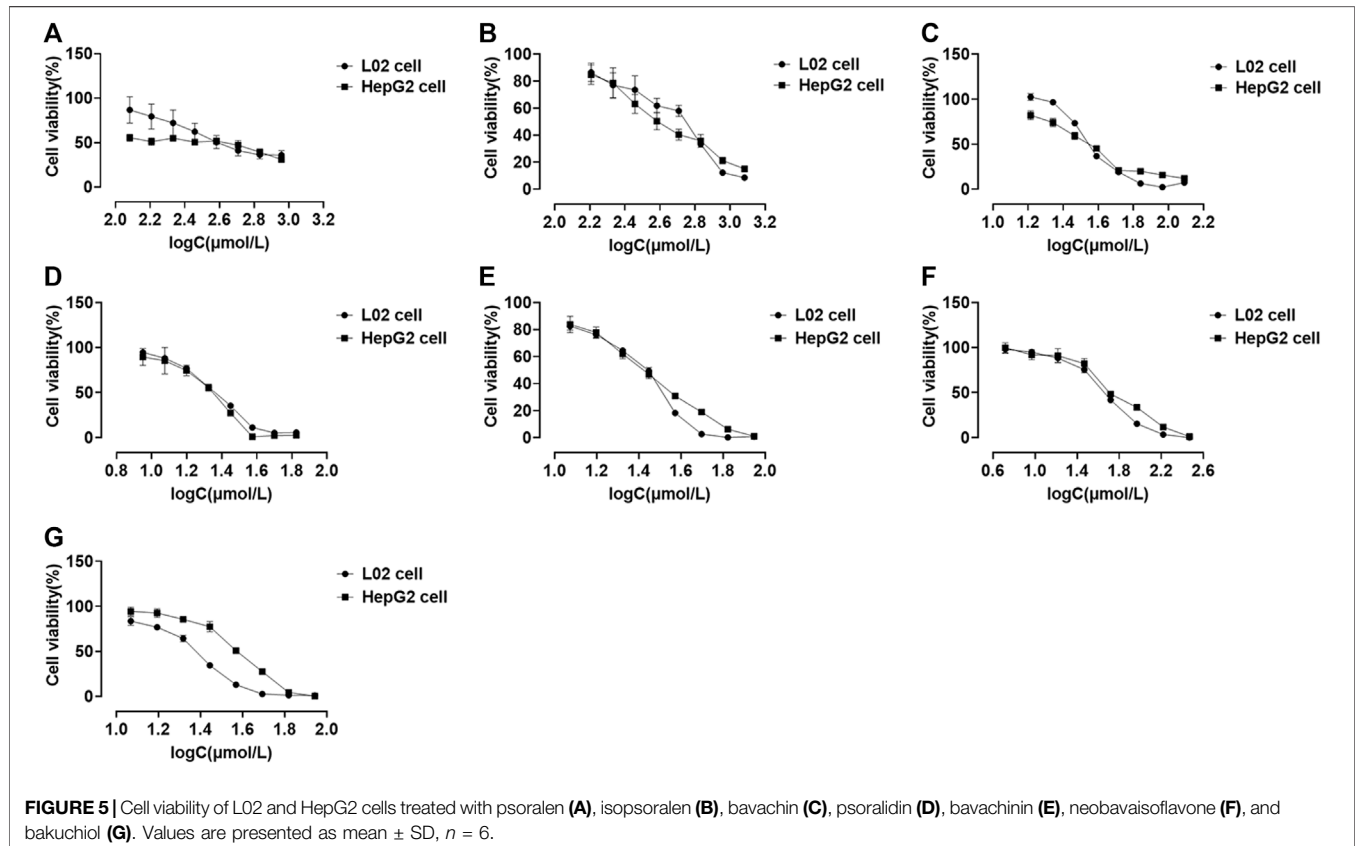 A
150
100
50
0
Cell viability(%)
L02 cell
HepG2 cell
2.0 2.2 2.4 2.6 2.8 3.0 3.2
logC(µmol/L)
B
100
80
60
40
20
0
Cell viability(%)
L02 cell
HepG2 cell
2.0 2.2 2.4 2.6 2.8 3.0 3.2
logC(µmol/L)
C
150
100
50
0
Cell viability(%)
L02 cell
HepG2 cell
1.0 1.2 1.4 1.6 1.8 2.0 2.2
logC(µmol/L)
D
150
100
50
0
Cell viability(%)
L02 cell
HepG2 cell
0.8 1.0 1.2 1.4 1.6 1.8 2.0
logC(µmol/L)
E
100
80
60
40
20
0
Cell viability(%)
L02 cell
HepG2 cell
1.0 1.2 1.4 1.6 1.8 2.0
logC(µmol/L)
F
150
100
50
0
Cell viability(%)
L02 cell
HepG2 cell
0.6 1.0 1.4 1.8 2.2 2.6
logC(µmol/L)
G
150
100
50
0
Cell viability(%)
L02 cell
HepG2 cell
1.0 1.2 1.4 1.6 1.8 2.0
logC(µmol/L)
FIGURE 5 | Cell viability of L02 and HepG2 cells treated with psoralen (A), isopsoralen (B), bavachin (C), psoralidin (D), bavachinin (E), neobavaisoflavone (F), and
bakuchiol (G). Values are presented as mean ± SD, n = 6.